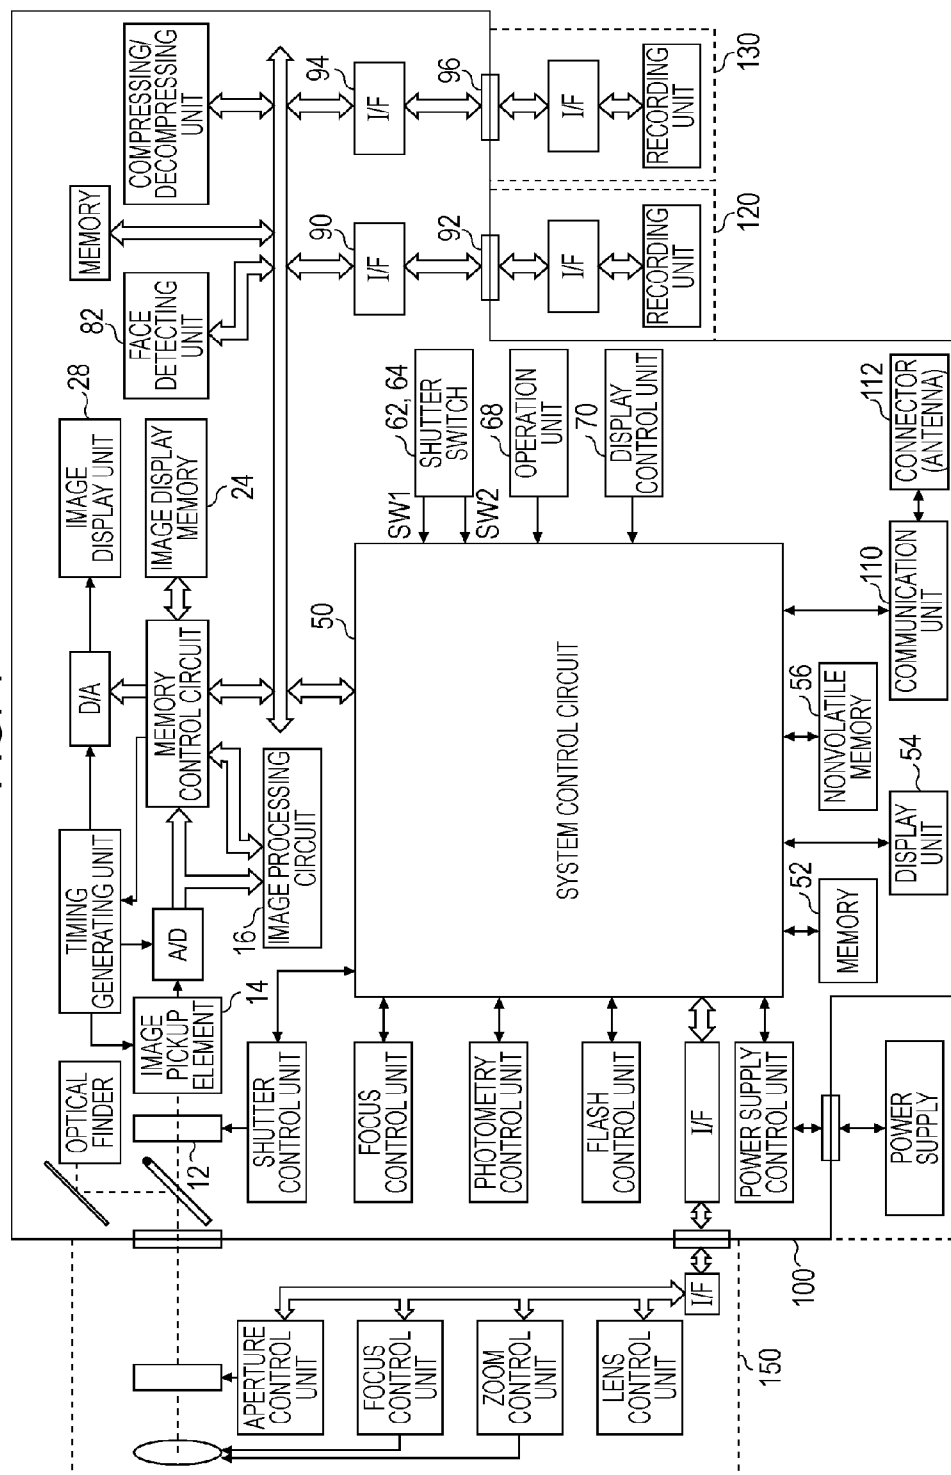 APERTURE
CONTROL
UNIT
FOCUS
CONTROL
UNIT
ZOOM
CONTROL
UNIT
LENS
CONTROL
UNIT
I/F
150
100
OPTICAL
FINDER
12
IMAGE
PICKUP
ELEMENT
14
TIMING
GENERATING UNIT
A/D
D/A
MEMORY
CONTROL CIRCUIT
IMAGE
DISPLAY UNIT
28
IMAGE DISPLAY
MEMORY
24
IMAGE PROCESSING
CIRCUIT
16
FACE
DETECTING
UNIT
82
MEMORY
COMPRESSING/
DECOMPRESSING
UNIT
SHUTTER
CONTROL UNIT
FOCUS
CONTROL UNIT
PHOTOMETRY
CONTROL UNIT
FLASH
CONTROL UNIT
I/F
POWER SUPPLY
CONTROL UNIT
POWER
SUPPLY
SYSTEM CONTROL CIRCUIT
50
SW1
SW2
62, 64
SHUTTER
SWITCH
68
OPERATION
UNIT
70
DISPLAY
CONTROL UNIT
90
I/F
92
I/F
RECORDING
UNIT
120
94
I/F
96
I/F
RECORDING
UNIT
130
52
MEMORY
54
DISPLAY
UNIT
56
NONVOLATILE
MEMORY
110
COMMUNICATION
UNIT
112
CONNECTOR
(ANTENNA)